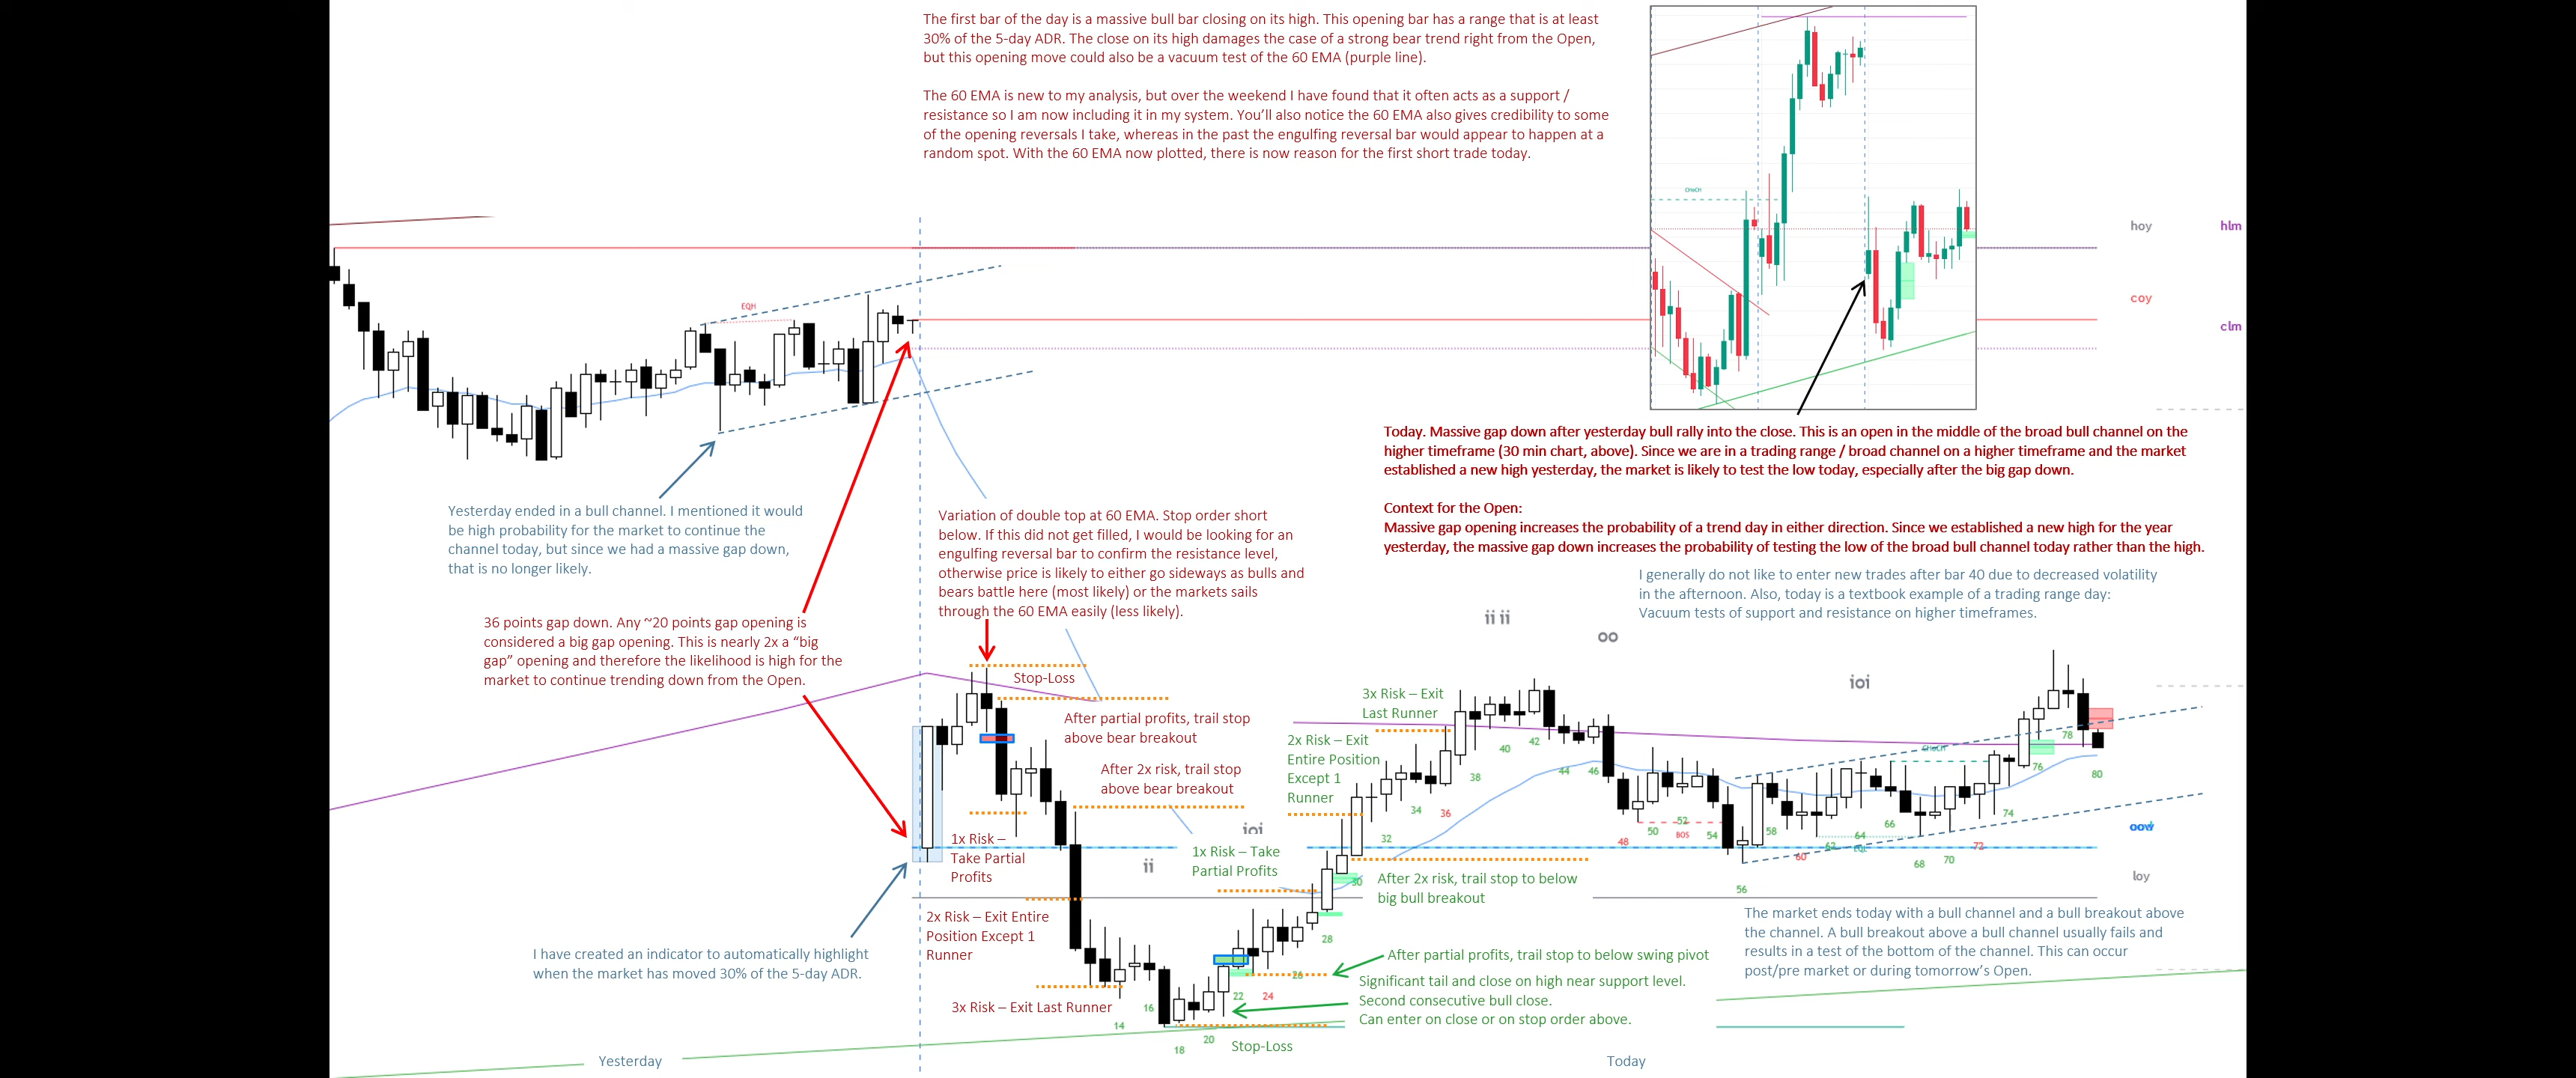 The first bar of the day is a massive bull bar closing on its high. This opening bar has a range that is at least
30% of the 5-day ADR. The close on its high damages the case of a strong bear trend right from the Open,
but this opening move could also be a vacuum test of the 60 EMA (purple line).
The 60 EMA is new to my analysis, but over the weekend I have found that it often acts as a support /
resistance so I am now including it in my system. You'll also notice the 60 EMA also gives credibility to some
of the opening reversals I take, whereas in the past the engulfing reversal bar would appear to happen at a
random spot. With the 60 EMA now plotted, there is now reason for the first short trade today.
CHoCH
hoy
hlm
coy
clm
EQH
Today. Massive gap down after yesterday bull rally into the close. This is an open in the middle of the broad bull channel on the
higher timeframe (30 min chart, above). Since we are in a trading range / broad channel on a higher timeframe and the market
established a new high yesterday, the market is likely to test the low today, especially after the big gap down.
Context for the Open:
Massive gap opening increases the probability of a trend day in either direction. Since we established a new high for the year
yesterday, the massive gap down increases the probability of testing the low of the broad bull channel today rather than the high.
Yesterday ended in a bull channel. I mentioned it would
be high probability for the market to continue the
channel today, but since we had a massive gap down,
that is no longer likely.
Variation of double top at 60 EMA. Stop order short
below. If this did not get filled, I would be looking for an
engulfing reversal bar to confirm the resistance level,
otherwise price is likely to either go sideways as bulls and
bears battle here (most likely) or the markets sails
through the 60 EMA easily (less likely).
I generally do not like to enter new trades after bar 40 due to decreased volatility
in the afternoon. Also, today is a textbook example of a trading range day:
Vacuum tests of support and resistance on higher timeframes.
36 points gap down. Any ~20 points gap opening is
considered a big gap opening. This is nearly 2x a “big
gap” opening and therefore the likelihood is high for the
market to continue trending down from the Open.
ii ii
oo
ioi
Stop-Loss
After partial profits, trail stop
above bear breakout
After 2x risk, trail stop
above bear breakout
3x Risk – Exit
Last Runner
2x Risk – Exit
Entire Position
Except 1
Runner
1x Risk –
Take Partial
Profits
ii
ioi
1x Risk – Take
Partial Profits
2x Risk – Exit Entire
Position Except 1
Runner
3x Risk – Exit Last Runner
After 2x risk, trail stop to below
big bull breakout
I have created an indicator to automatically highlight
when the market has moved 30% of the 5-day ADR.
After partial profits, trail stop to below swing pivot
Significant tail and close on high near support level.
Second consecutive bull close.
Can enter on close or on stop order above.
Stop-Loss
The market ends today with a bull channel and a bull breakout above
the channel. A bull breakout above a bull channel usually fails and
results in a test of the bottom of the channel. This can occur
post/pre market or during tomorrow's Open.
loy
14
16
18
20
22
24
26
28
30
32
34
36
38
40
42
44
46
48
50
52
BOS
54
56
58
60
62
64
66
68
70
72
74
76
78
80
CHoCH
Yesterday
Today